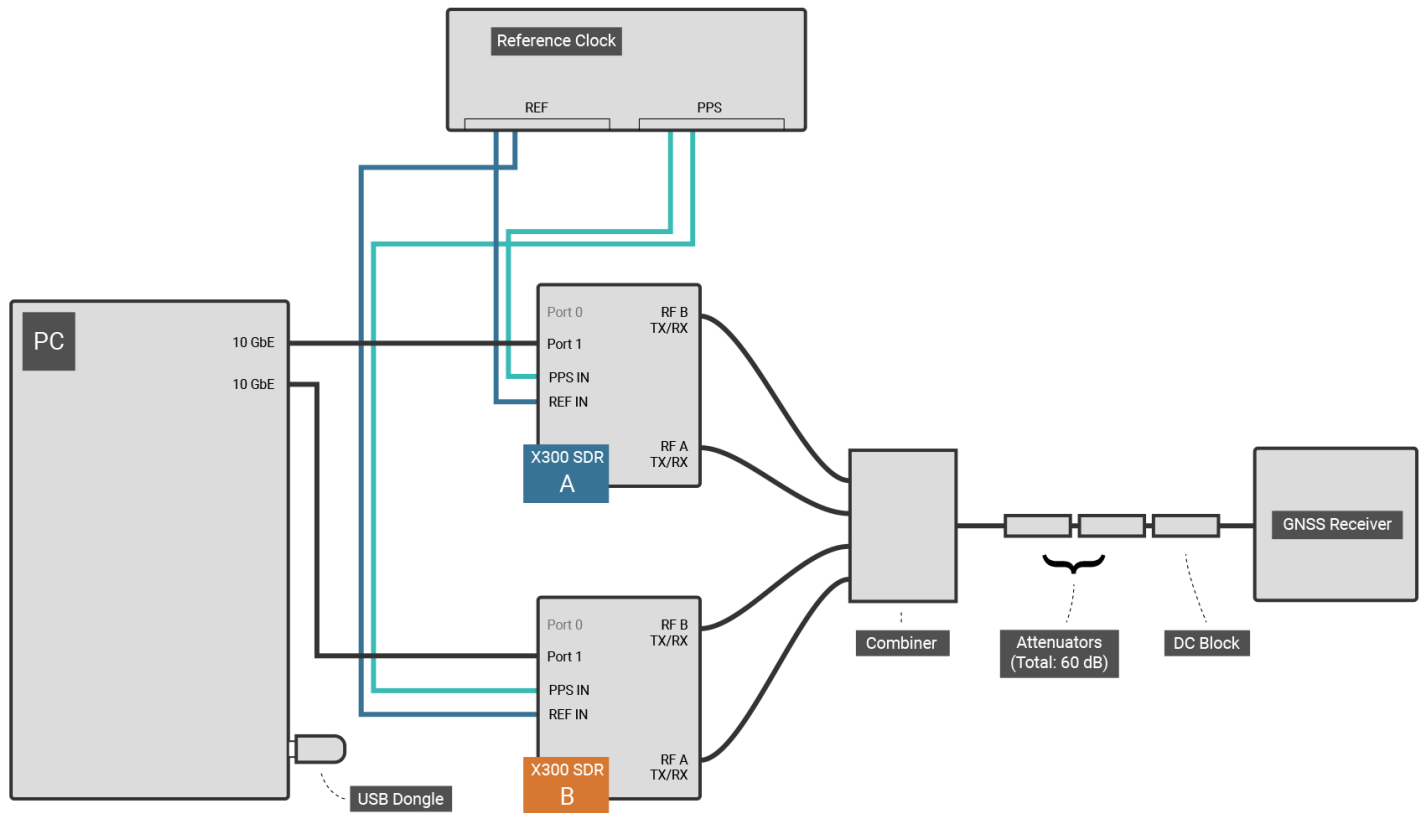 Reference Clock
REF
PPS
PC
10 GbE
10 GbE
Port 0
Port 1
PPS IN
REF IN
RF B
TX/RX
RF A
TX/RX
X300 SDR
A
Port 0
Port 1
PPS IN
REF IN
RF B
TX/RX
RF A
TX/RX
X300 SDR
B
USB Dongle
Combiner
Attenuators
(Total: 60 dB)
DC Block
GNSS Receiver